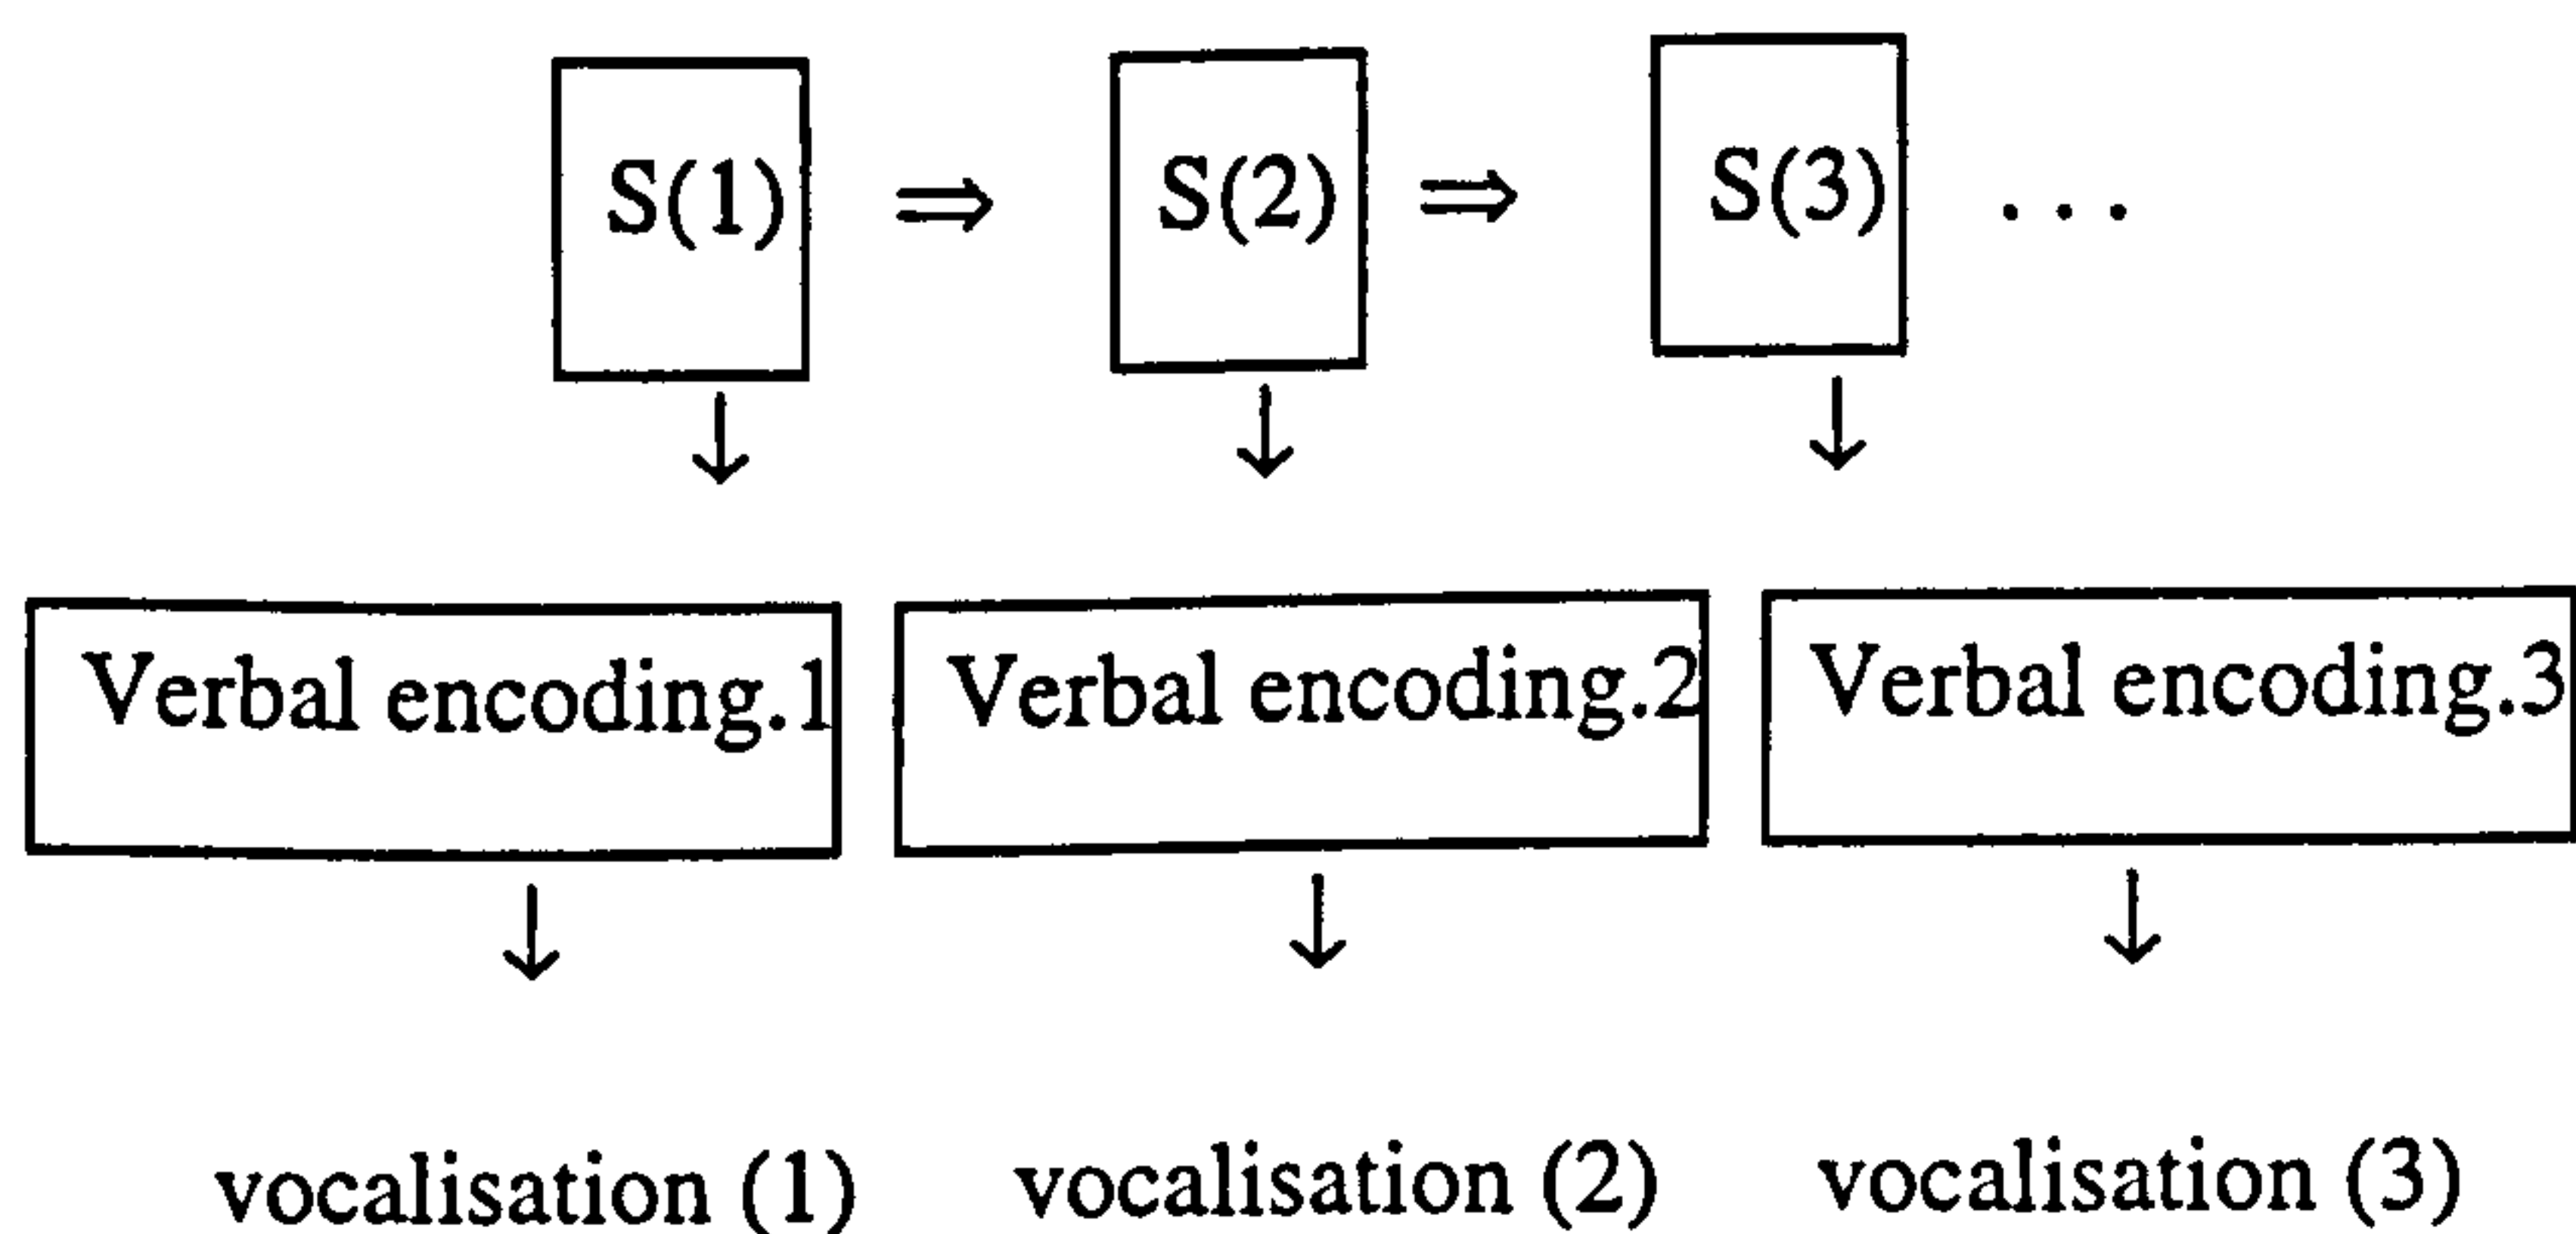 S(1) ⇒ S(2) ⇒ S(3) . . .
Verbal encoding.1 Verbal encoding.2 Verbal encoding.3
vocalisation (1) vocalisation (2) vocalisation (3)